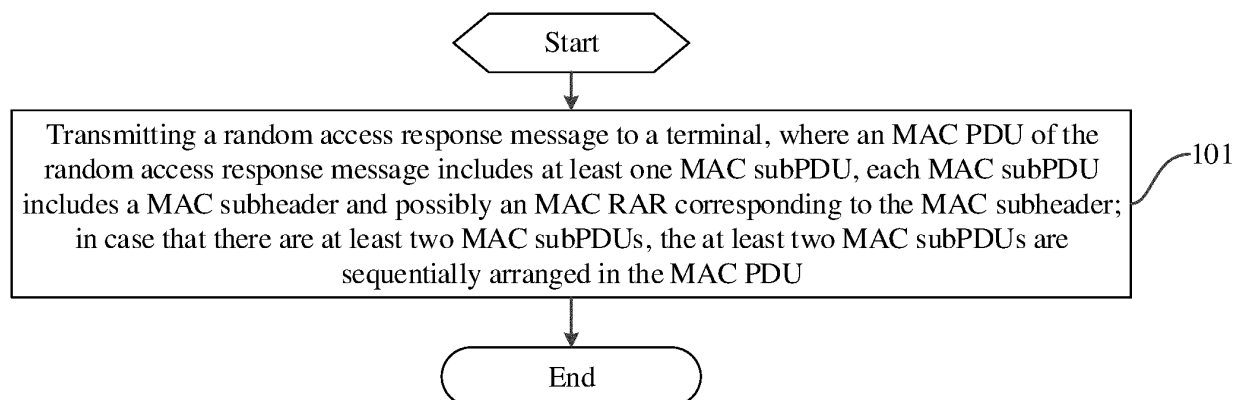 Start
Transmitting a random access response message to a terminal, where an MAC PDU of the
random access response message includes at least one MAC subPDU, each MAC subPDU
includes a MAC subheader and possibly an MAC RAR corresponding to the MAC subheader;
in case that there are at least two MAC subPDUs, the at least two MAC subPDUs are
sequentially arranged in the MAC PDU
101
End